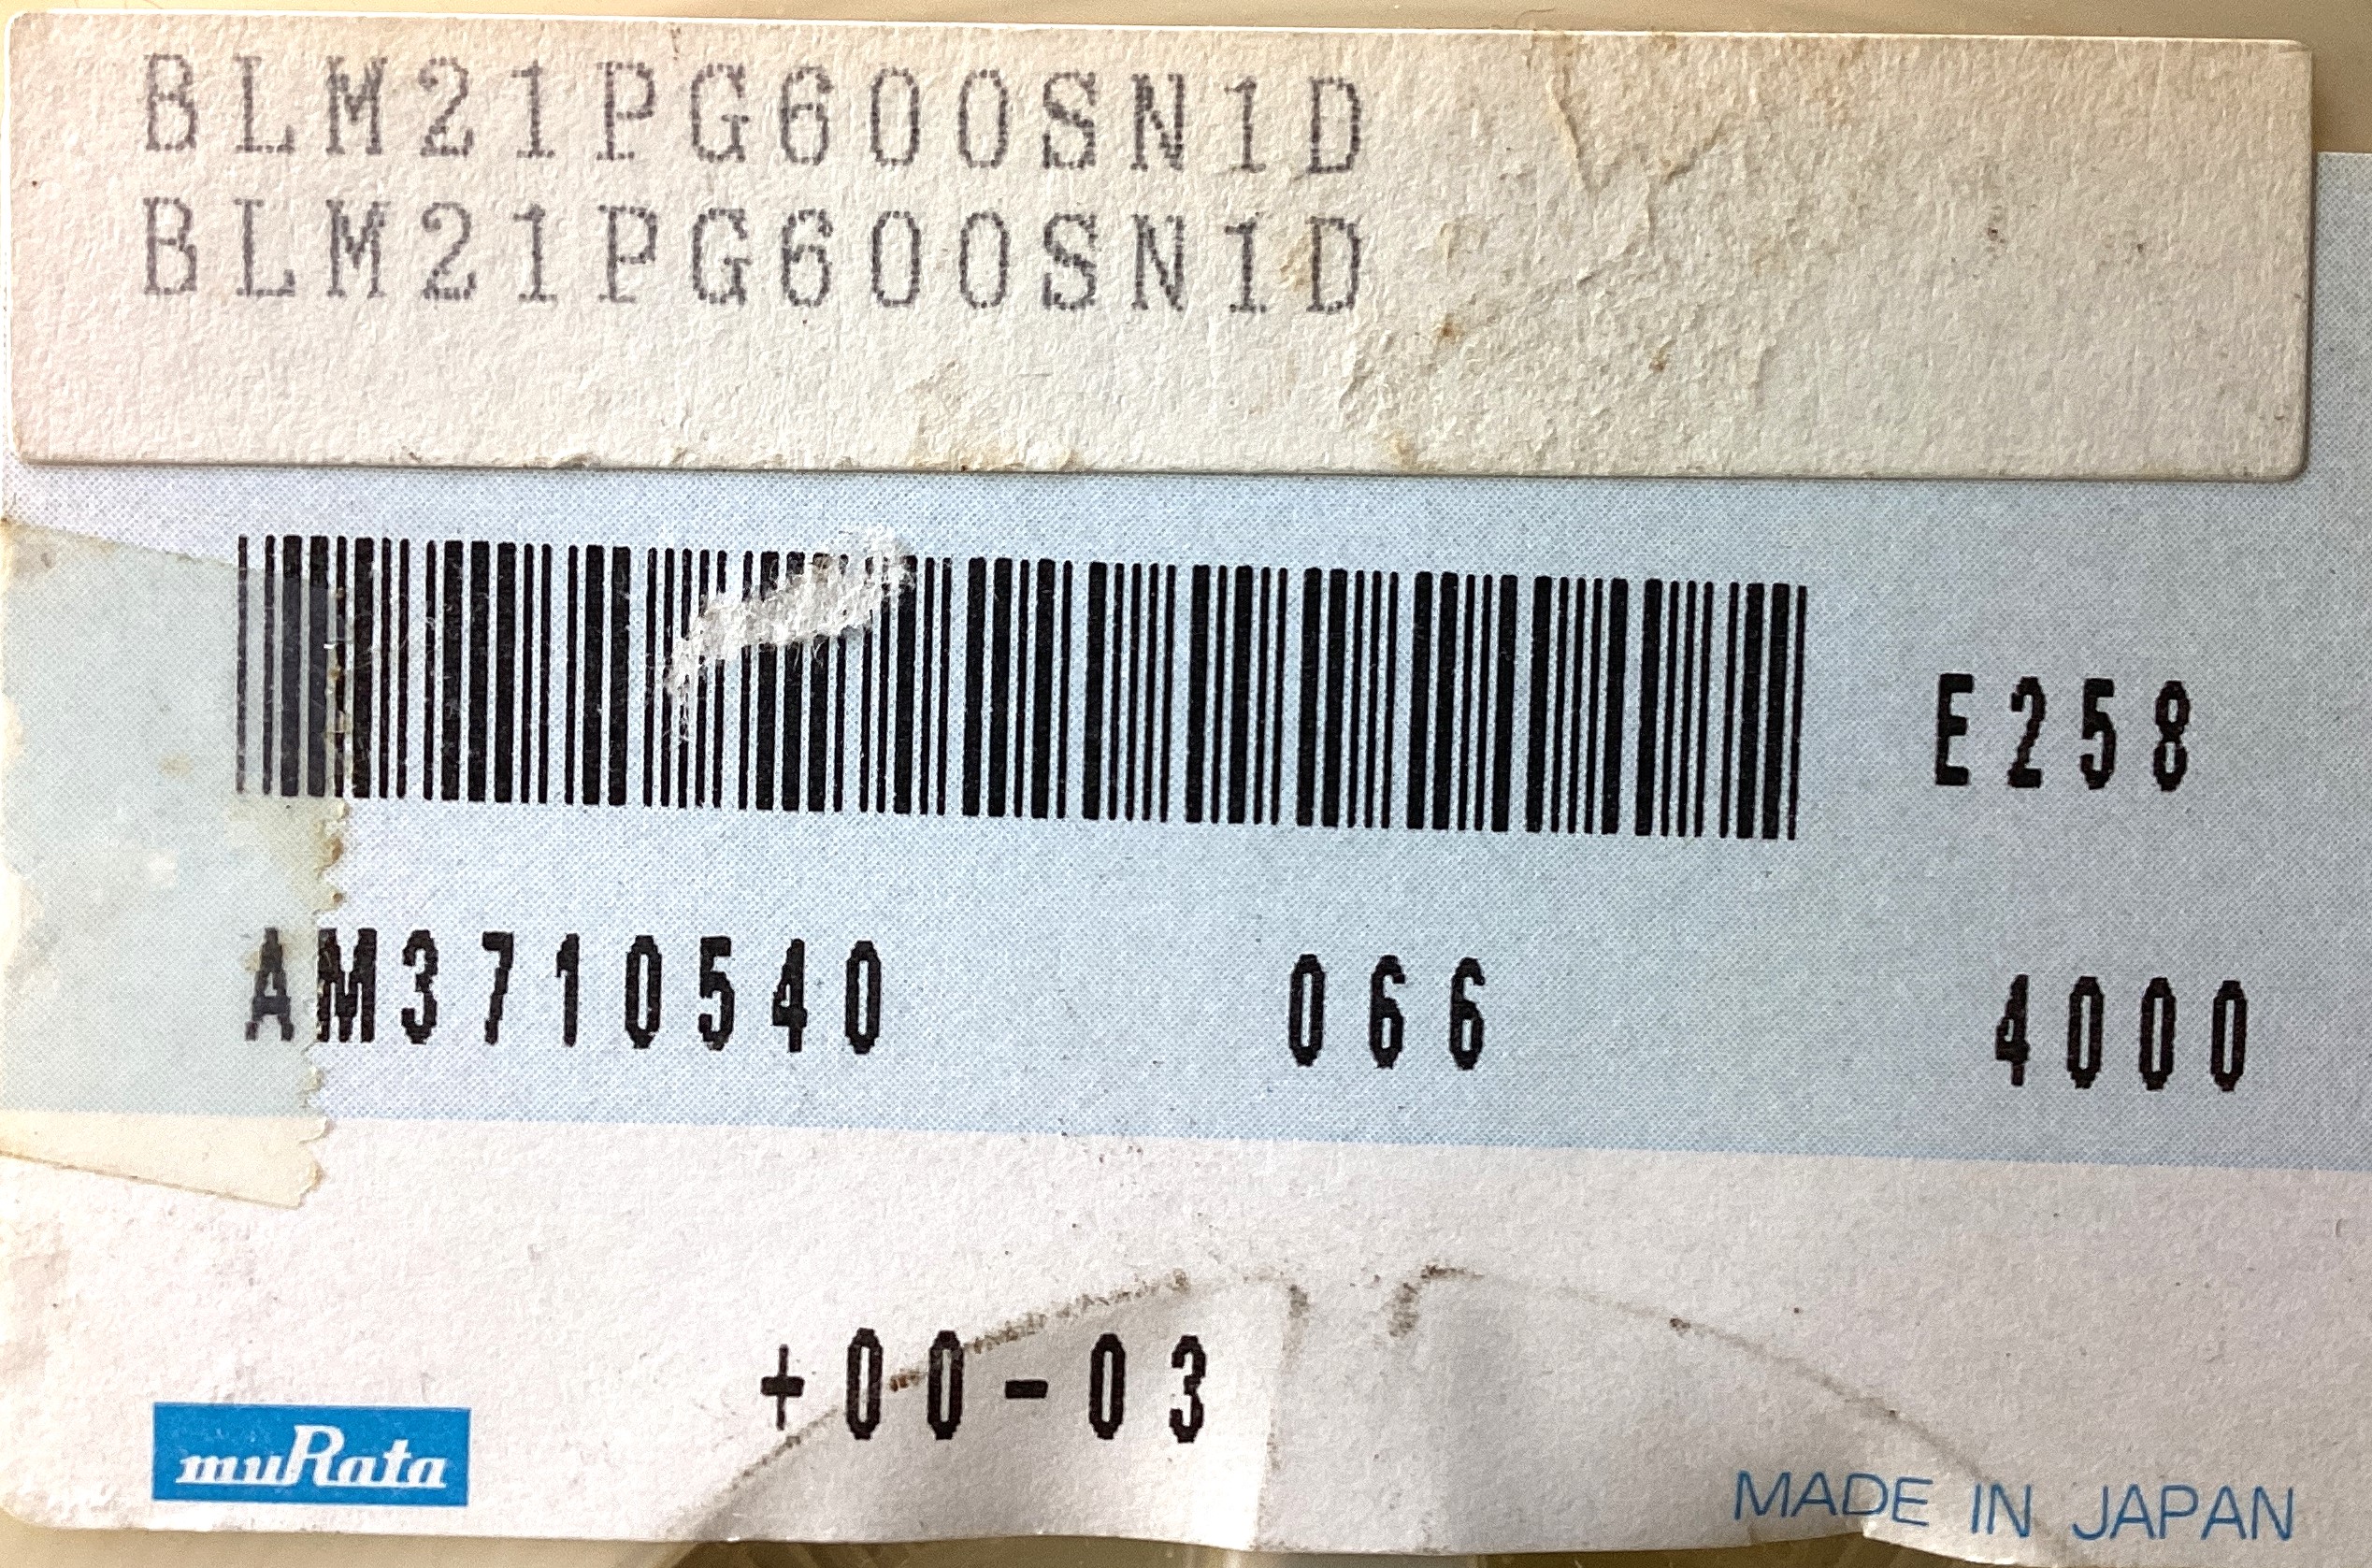 BLM21PG600SN1D
BLM21PG600SN1D
E258
AM3710540 066 4000
+00-03
muRata
MADE IN JAPAN